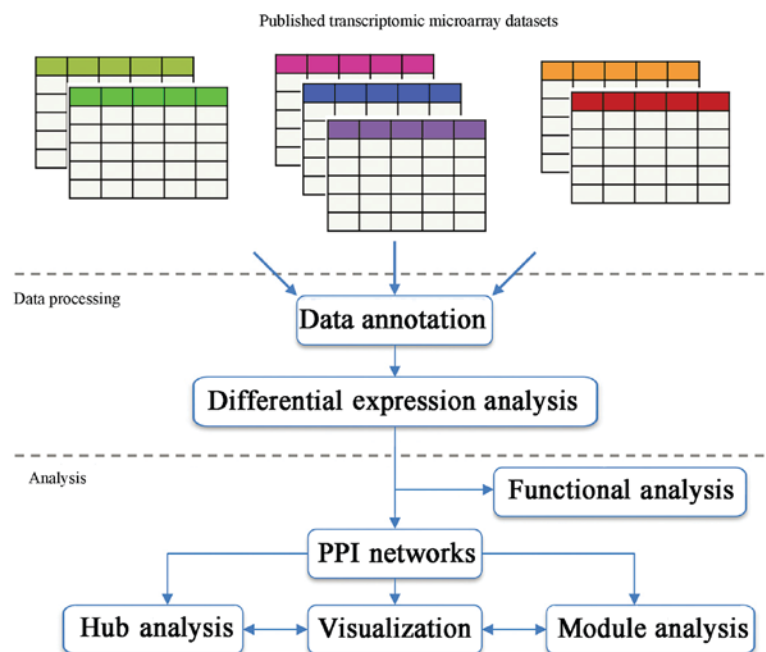 Published transcriptomic microarray datasets
Data processing
Data annotation
Differential expression analysis
Analysis
Functional analysis
PPI networks
Hub analysis
Visualization
Module analysis